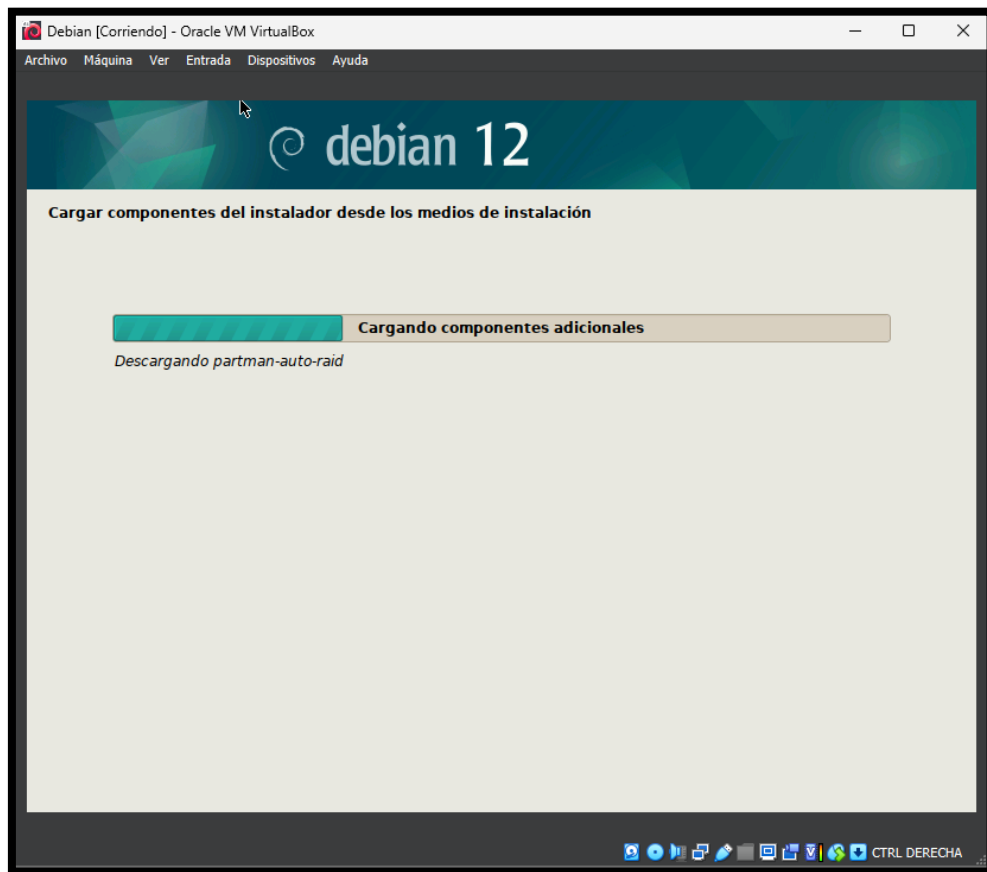 Debian [Corriendo] - Oracle VM VirtualBox
Archivo Máquina Ver Entrada Dispositivos Ayuda
debian 12
Cargar componentes del instalador desde los medios de instalación
Cargando componentes adicionales
Descargando partman-auto-raid
CTRL DERECHA